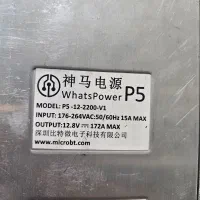 神马电源
WhatsPower P5
MODEL: P5 -12-2200-V1
INPUT: 176-264VAC;50/60Hz 15A MAX
OUTPUT:12.8V⎓172A MAX
深圳比特微电子科技有限公司
www.microbt.com